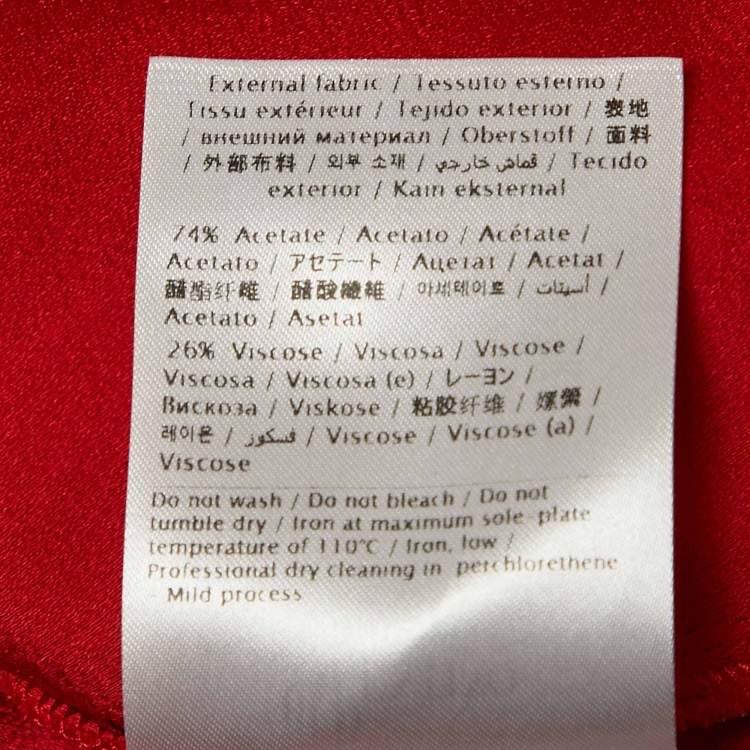 External fabric / Tessuto esterno /
Tissu extérieur / Tejido exterior / 表地
/ внешний материал / Oberstoff / 面料
/ 外部布料 / 외부 소재 / قماش خارجي / Tecido
exterior / Kain eksternal
74% Acetate / Acetato / Acétate /
Acetato / アセテート / Ацетат / Acetat /
醋酯纤维 / 醋酸纖維 / 아세테이트 / أسيتات /
Acetato / Asetat
26% Viscose / Viscosa / Viscose /
Viscosa / Viscosa (e) / レーヨン /
Вискоза / Viskose / 粘胶纤维 / 嫘縈 /
레이온 / فسكوز / Viscose / Viscose (a) /
Viscose
Do not wash / Do not bleach / Do not
tumble dry / Iron at maximum sole-plate
temperature of 110°C / Iron, low /
Professional dry cleaning in perchlorethene
- Mild process